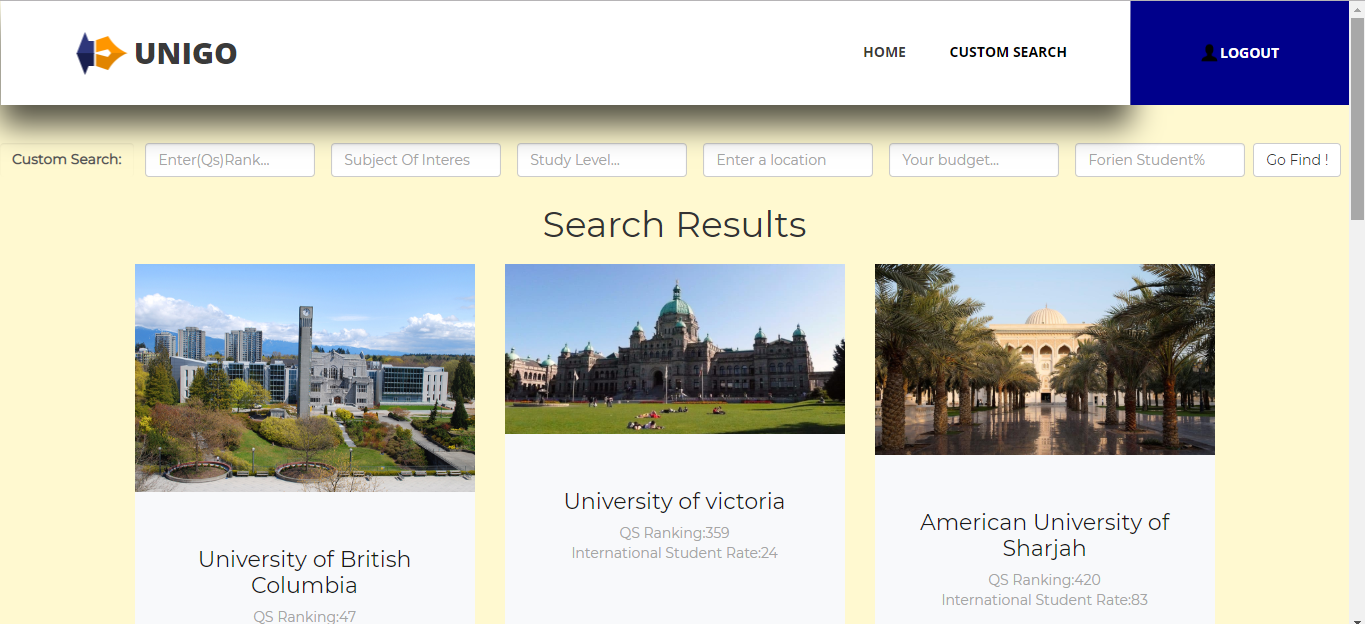 UNIGO
HOME
CUSTOM SEARCH
LOGOUT
Custom Search:
Enter(Qs)Rank...
Subject Of Interes
Study Level...
Enter a location
Your budget...
Forien Student%
Go Find !
Search Results
University of British
Columbia
QS Ranking:47
University of victoria
QS Ranking:359
International Student Rate:24
American University of
Sharjah
QS Ranking:420
International Student Rate:83